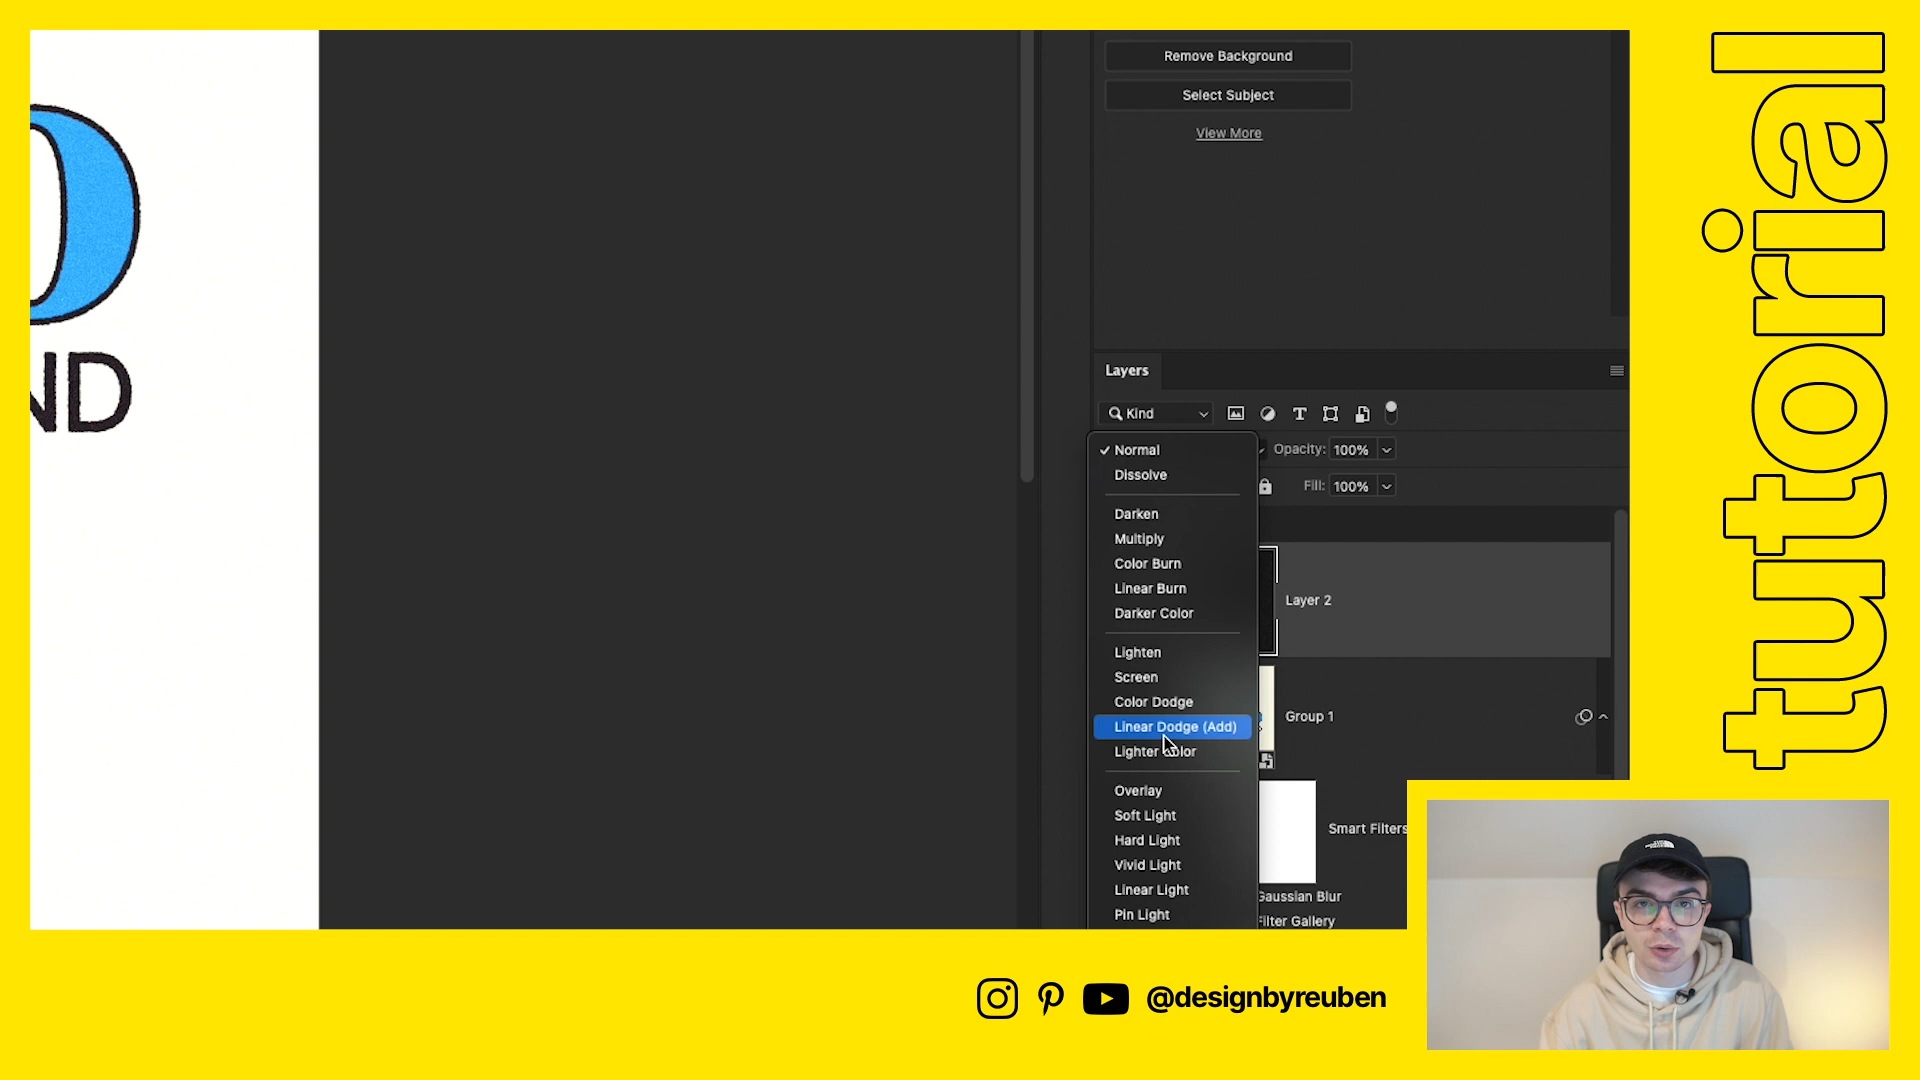 Remove Background
Select Subject
View More
ND
Layers
Kind
T
Normal
Opacity: 100%
Dissolve
Fill: 100%
Darken
Multiply
Color Burn
Linear Burn
Layer 2
Darker Color
Lighten
Screen
Color Dodge
Group 1
Linear Dodge (Add)
Overlay
Soft Light
Smart Filters
Hard Light
Vivid Light
Linear Light
Gaussian Blur
Pin Light
Filter Gallery
tutorial
@designbyreuben